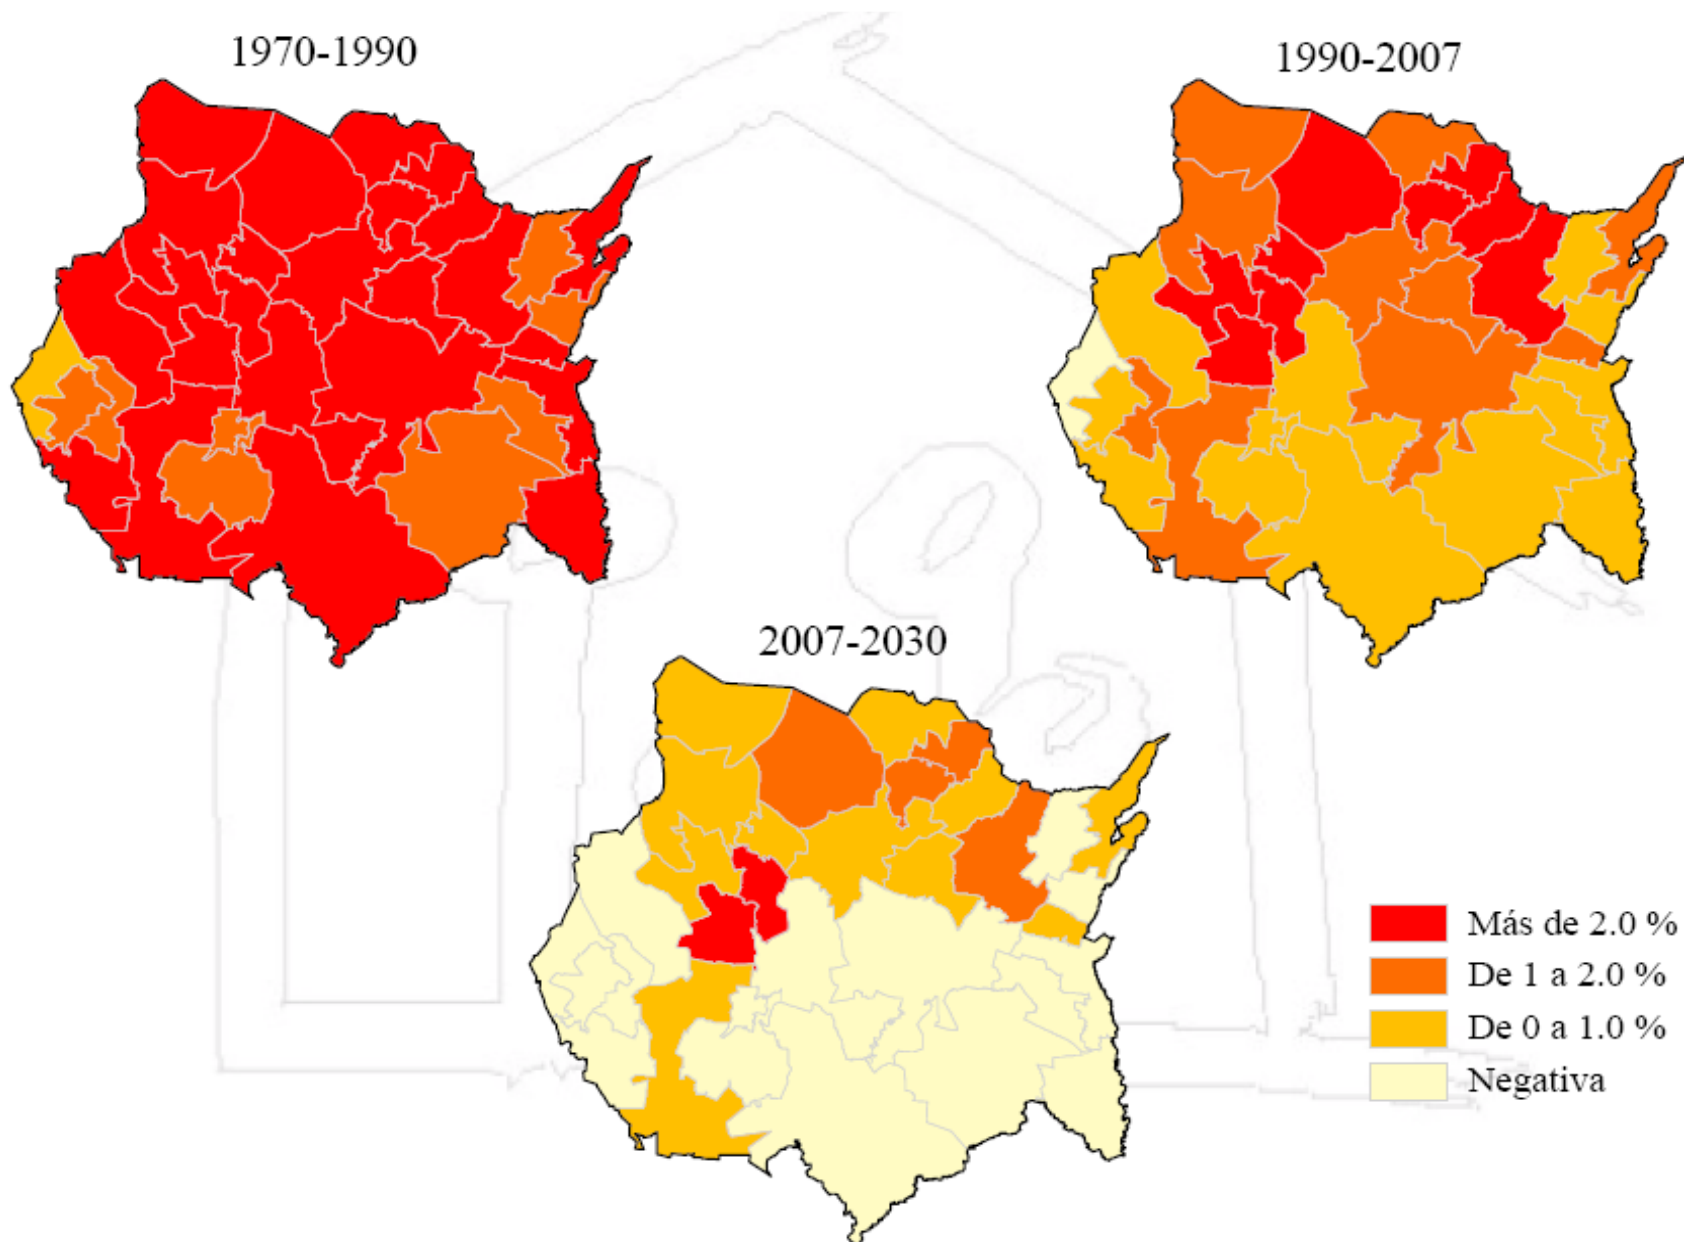 1970-1990
1990-2007
2007-2030
Más de 2.0 %
De 1 a 2.0 %
De 0 a 1.0 %
Negativa